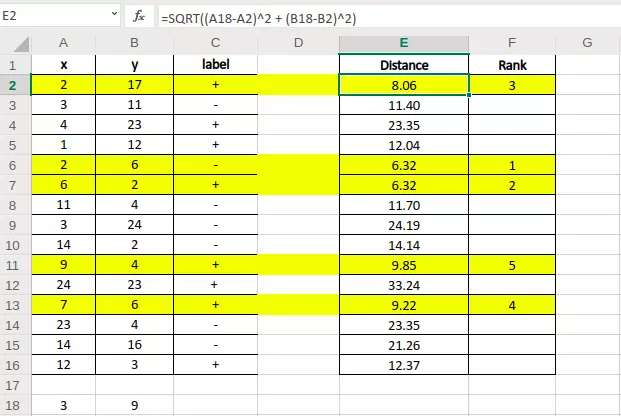 E2 fx =SQRT((A18-A2)^2 + (B18-B2)^2)
A B C D E F G
1 x y label Distance Rank
2 2 17 + 8.06 3
3 3 11 - 11.40
4 4 23 + 23.35
5 1 12 + 12.04
6 2 6 - 6.32 1
7 6 2 + 6.32 2
8 11 4 - 11.70
9 3 24 - 24.19
10 14 2 - 14.14
11 9 4 + 9.85 5
12 24 23 + 33.24
13 7 6 + 9.22 4
14 23 4 - 23.35
15 14 16 - 21.26
16 12 3 + 12.37
17
18 3 9